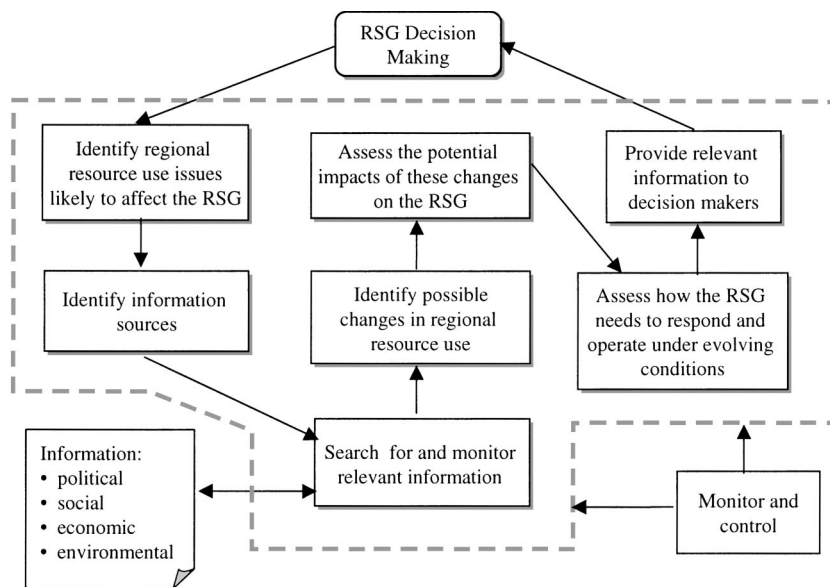 RSG Decision
Making
Identify regional
resource use issues
likely to affect the RSG
Assess the potential
impacts of these changes
on the RSG
Provide relevant
information to
decision makers
Identify information
sources
Identify possible
changes in regional
resource use
Assess how the RSG
needs to respond and
operate under evolving
conditions
Search for and monitor
relevant information
Information:
• political
• social
• economic
• environmental
Monitor and
control